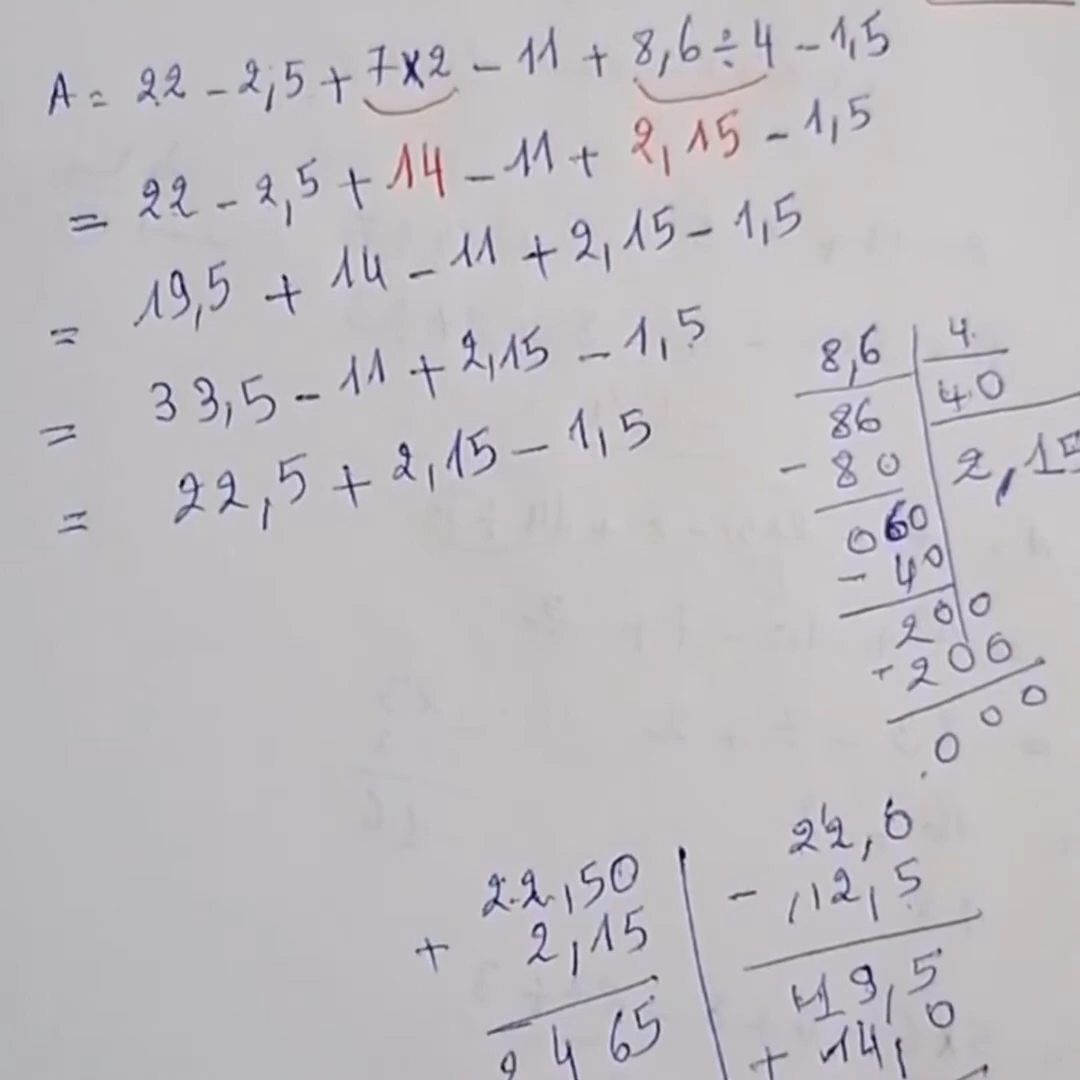 A = 22 - 2,5 + 7x2 - 11 + 8,6 ÷ 4 - 1,5
= 22 - 2,5 + 14 - 11 + 2,15 - 1,5
= 19,5 + 14 - 11 + 2,15 - 1,5
= 33,5 - 11 + 2,15 - 1,5
= 22,5 + 2,15 - 1,5
8,6 4
86 40
- 80 2,15
060
- 40
200
- 200
000
22,50
+ 2,15
2465
22,0
- 2,5
19,5
+ 14,0